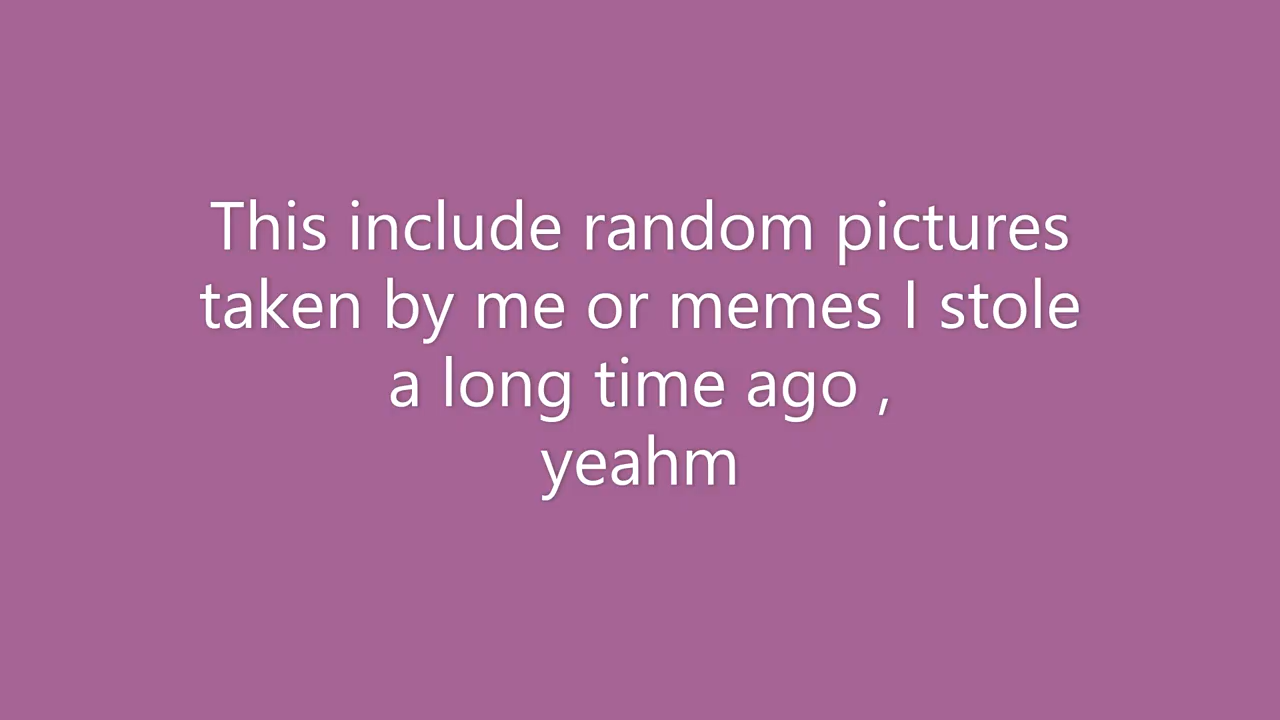 This include random pictures
taken by me or memes I stole
a long time ago ,
yeahm